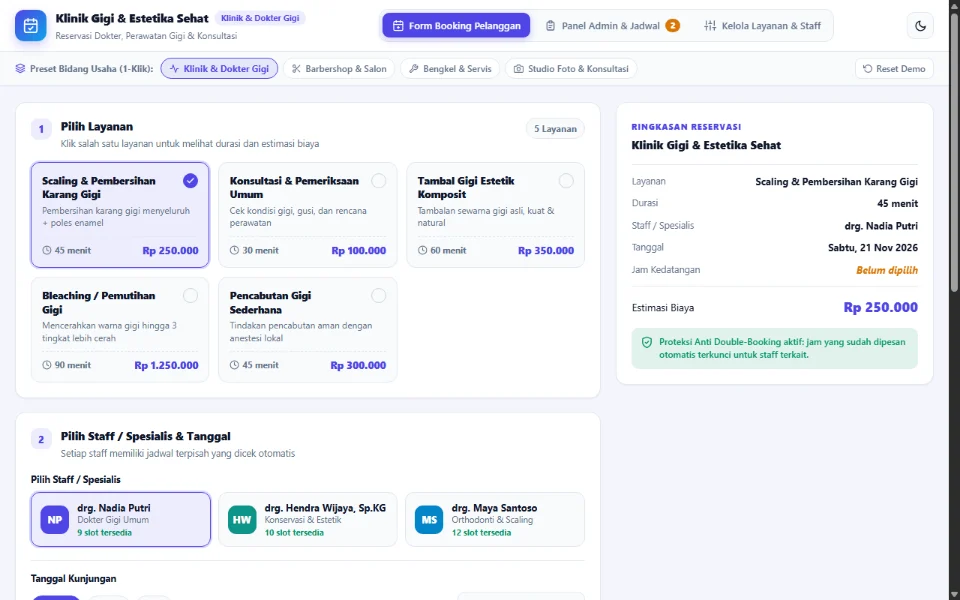 Klinik Gigi & Estetika Sehat
Klinik & Dokter Gigi
Reservasi Dokter, Perawatan Gigi & Konsultasi
Form Booking Pelanggan
Panel Admin & Jadwal
2
Kelola Layanan & Staff
Preset Bidang Usaha (1-Klik):
Klinik & Dokter Gigi
Barbershop & Salon
Bengkel & Servis
Studio Foto & Konsultasi
Reset Demo
1
Pilih Layanan
Klik salah satu layanan untuk melihat durasi dan estimasi biaya
5 Layanan
Scaling & Pembersihan
Karang Gigi
Pembersihan karang gigi menyeluruh
+ poles enamel
45 menit
Rp 250.000
Konsultasi & Pemeriksaan
Umum
Cek kondisi gigi, gusi, dan rencana
perawatan
30 menit
Rp 100.000
Tambal Gigi Estetik
Komposit
Tambalan sewarna gigi asli, kuat &
natural
60 menit
Rp 350.000
Bleaching / Pemutihan
Gigi
Mencerahkan warna gigi hingga 3
tingkat lebih cerah
90 menit
Rp 1.250.000
Pencabutan Gigi
Sederhana
Tindakan pencabutan aman dengan
anestesi lokal
45 menit
Rp 300.000
2
Pilih Staff / Spesialis & Tanggal
Setiap staff memiliki jadwal terpisah yang dicek otomatis
Pilih Staff / Spesialis
NP
drg. Nadia Putri
Dokter Gigi Umum
9 slot tersedia
HW
drg. Hendra Wijaya, Sp.KG
Konservasi & Estetik
10 slot tersedia
MS
drg. Maya Santoso
Orthodonti & Scaling
12 slot tersedia
Tanggal Kunjungan
RINGKASAN RESERVASI
Klinik Gigi & Estetika Sehat
Layanan
Scaling & Pembersihan Karang Gigi
Durasi
45 menit
Staff / Spesialis
drg. Nadia Putri
Tanggal
Sabtu, 21 Nov 2026
Jam Kedatangan
Belum dipilih
Estimasi Biaya
Rp 250.000
Proteksi Anti Double-Booking aktif: jam yang sudah dipesan
otomatis terkunci untuk staff terkait.